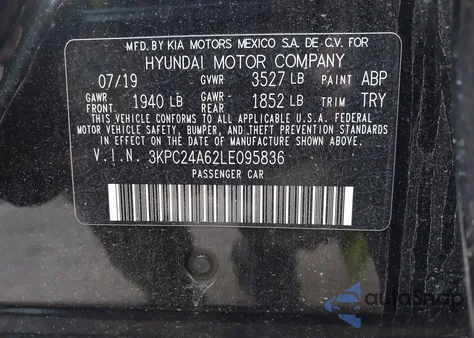 MFD. BY KIA MOTORS MEXICO S.A. DE C.V. FOR
HYUNDAI MOTOR COMPANY
07/19 GVWR 3527 LB PAINT ABP
GAWR FRONT 1940 LB GAWR- REAR 1852 LB TRIM TRY
THIS VEHICLE CONFORMS TO ALL APPLICABLE U.S. FEDERAL
MOTOR VEHICLE SAFETY, BUMPER, AND THEFT PREVENTION STANDARDS
IN EFFECT ON THE DATE OF MANUFACTURE SHOWN ABOVE.
V.I.N. 3KPC24A62LE095836
PASSENGER CAR
autoSnap